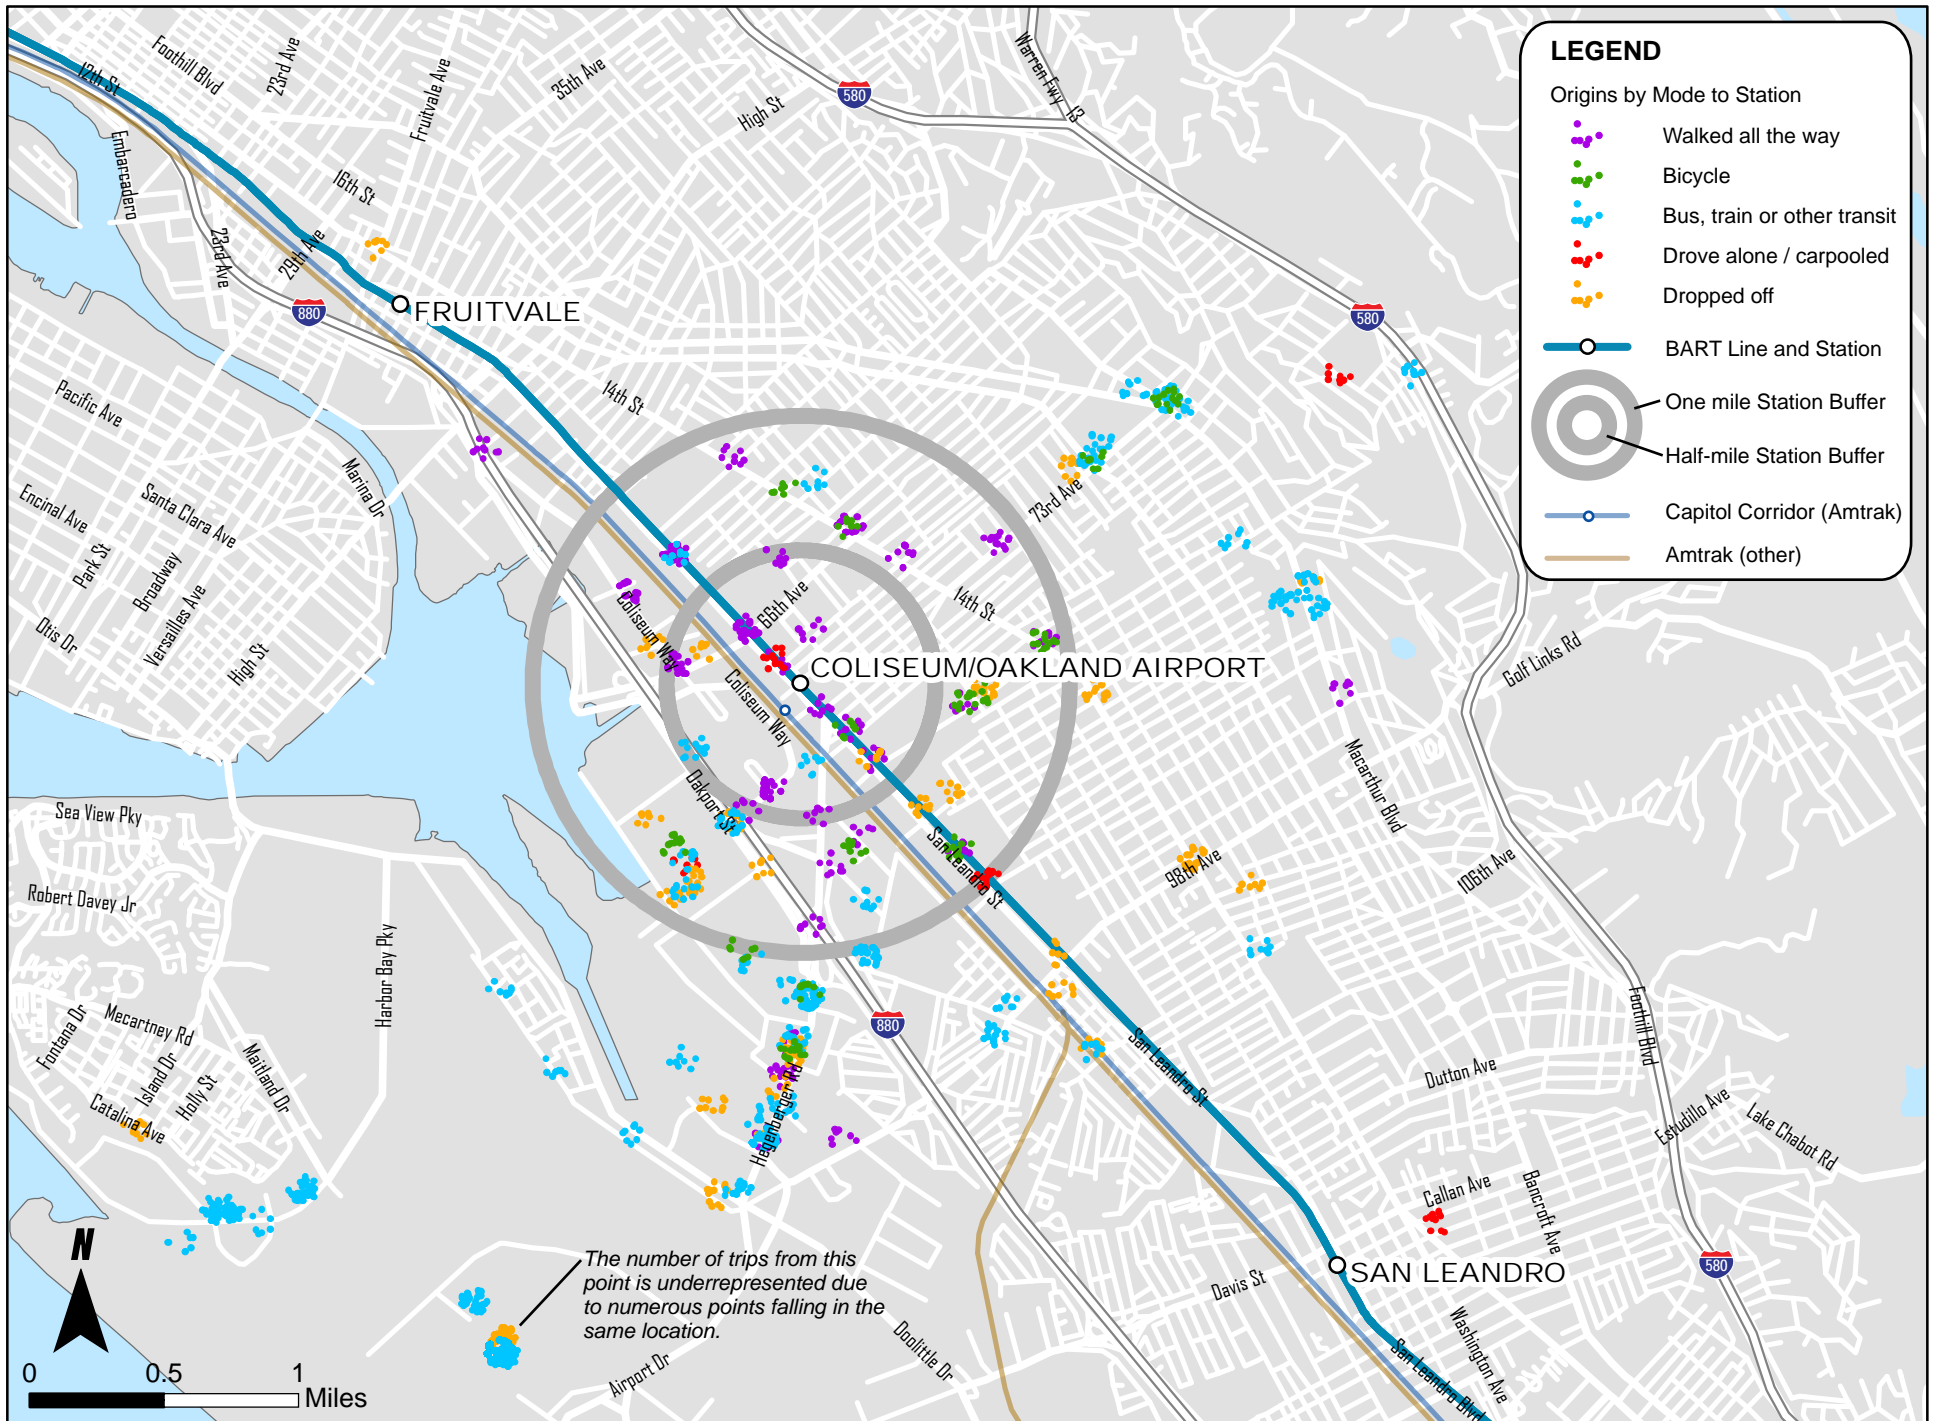 LEGEND
Origins by Mode to Station
Walked all the way
Bicycle
Bus, train or other transit
Drove alone / carpooled
Dropped off
BART Line and Station
One mile Station Buffer
Half-mile Station Buffer
Capitol Corridor (Amtrak)
Amtrak (other)
12th St
Foothill Blvd
23rd Ave
Fruitvale Ave
35th Ave
High St
580
Warren Fwy
13
Embarcadero
16th St
23rd Ave
29th Ave
880
FRUITVALE
580
14th St
Pacific Ave
Marina Dr
Encinal Ave
Santa Clara Ave
Park St
Broadway
Versailles Ave
Otis Dr
High St
73rd Ave
66th Ave
14th St
Coliseum Way
COLISEUM/OAKLAND AIRPORT
Coliseum Way
Golf Links Rd
Macarthur Blvd
Oakport St
San Leandro St
98th Ave
106th Ave
Sea View Pky
Robert Davey Jr
Harbor Bay Pky
Fontana Dr
Mecartney Rd
Island Dr
Holly St
Maitland Dr
Catalina Ave
880
Hegenberger Rd
San Leandro St
Foothill Blvd
Dutton Ave
Estudillo Ave
Lake Chabot Rd
Callan Ave
Bancroft Ave
580
SAN LEANDRO
Davis St
Washington Ave
San Leandro Blvd
Doolittle Dr
Airport Dr
The number of trips from this
point is underrepresented due
to numerous points falling in the
same location.
N
0 0.5 1
Miles